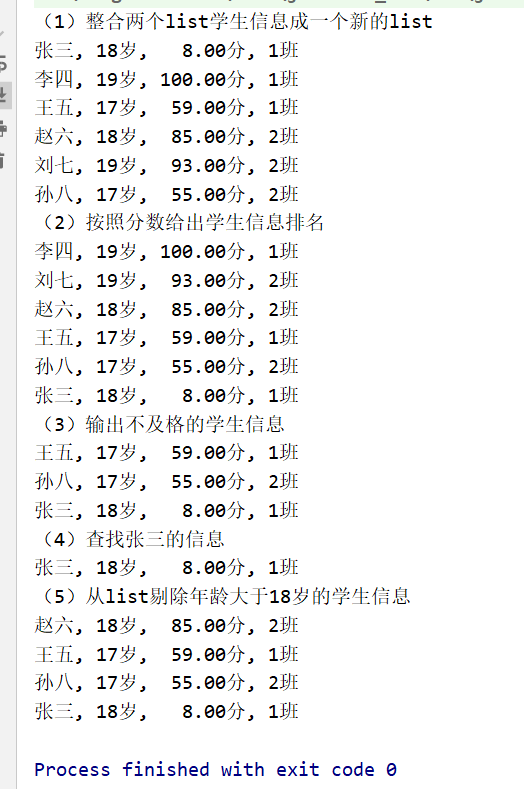 （1）整合两个list学生信息成一个新的list
张三, 18岁,   8.00分, 1班
李四, 19岁, 100.00分, 1班
王五, 17岁,  59.00分, 1班
赵六, 18岁,  85.00分, 2班
刘七, 19岁,  93.00分, 2班
孙八, 17岁,  55.00分, 2班
（2）按照分数给出学生信息排名
李四, 19岁, 100.00分, 1班
刘七, 19岁,  93.00分, 2班
赵六, 18岁,  85.00分, 2班
王五, 17岁,  59.00分, 1班
孙八, 17岁,  55.00分, 2班
张三, 18岁,   8.00分, 1班
（3）输出不及格的学生信息
王五, 17岁,  59.00分, 1班
孙八, 17岁,  55.00分, 2班
张三, 18岁,   8.00分, 1班
（4）查找张三的信息
张三, 18岁,   8.00分, 1班
（5）从list剔除年龄大于18岁的学生信息
赵六, 18岁,  85.00分, 2班
王五, 17岁,  59.00分, 1班
孙八, 17岁,  55.00分, 2班
张三, 18岁,   8.00分, 1班
Process finished with exit code 0